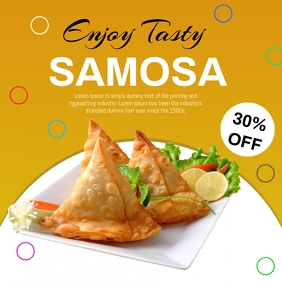 Enjoy Tasty
SAMOSA
Lorem Ipsum is simply dummy text of the printing and
typesetting industry. Lorem Ipsum has been the industry's
standard dummy text ever since the 1500s.
30%
OFF